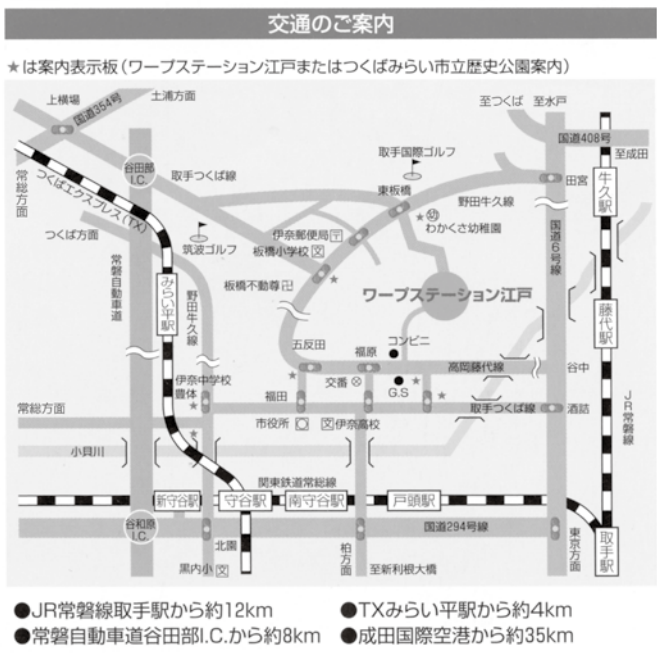 交通のご案内
★は案内表示板(ワープステーション江戸またはつくばみらい市立歴史公園案内)
上横場
国道354号
土浦方面
至つくば
至水戸
国道408号
至成田
谷田部I.C.
取手国際ゴルフ
牛久駅
常総方面
つくばエクスプレス(TX)
取手つくば線
東板橋
田宮
野田牛久線
わかくさ幼稚園
つくば方面
筑波ゴルフ
伊奈郵便局
板橋小学校
国道6号線
常磐自動車道
みらい平駅
野田牛久線
板橋不動尊
ワープステーション江戸
藤代駅
五反田
福原
コンビニ
高岡藤代線
谷中
伊奈中学校
豊体
福田
交番
G.S
常総方面
取手つくば線
酒詰
JR常磐線
市役所
伊奈高校
小貝川
関東鉄道常総線
新守谷駅
守谷駅
南守谷駅
戸頭駅
谷和原I.C.
国道294号線
取手駅
北園
柏方面
東京方面
黒内小
至新利根大橋
●JR常磐線取手駅から約12km
●TXみらい平駅から約4km
●常磐自動車道谷田部I.C.から約8km
●成田国際空港から約35km